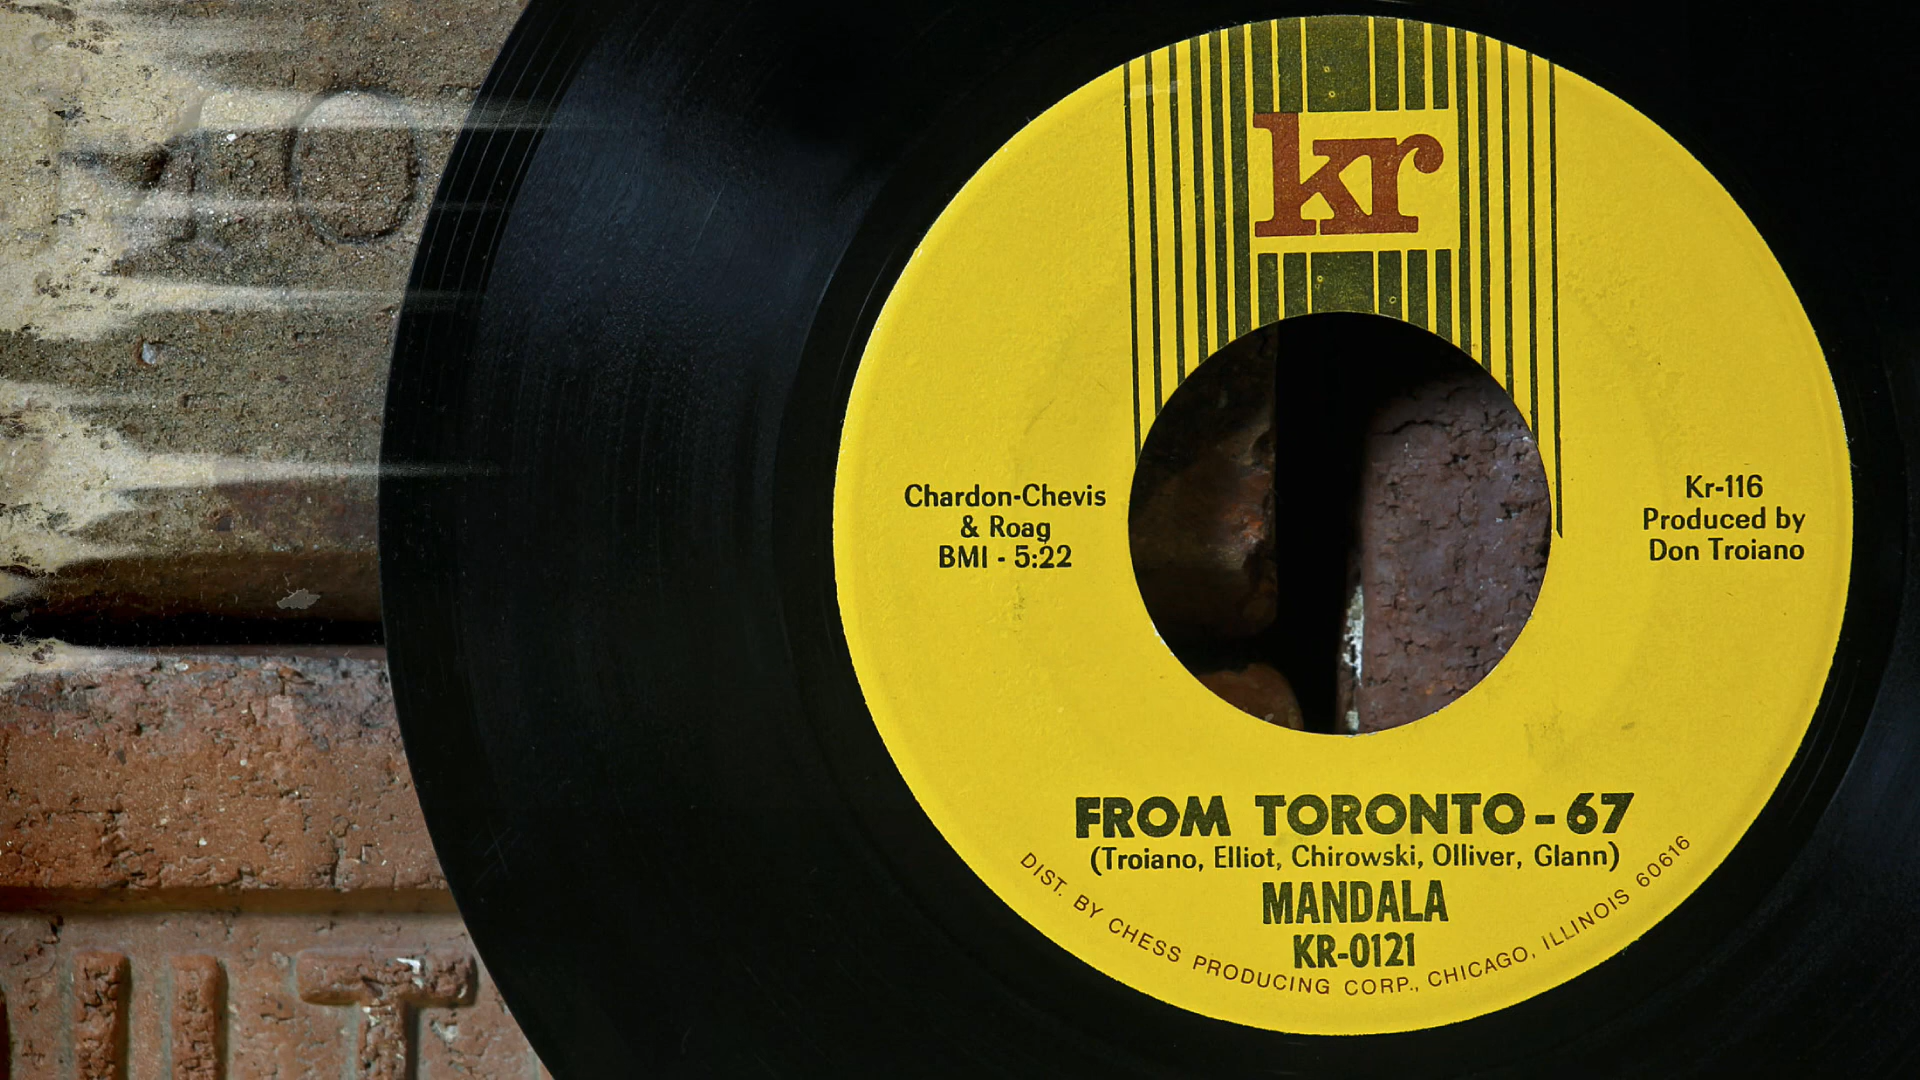 kr
Chardon-Chevis
& Roag
BMI - 5:22
Kr-116
Produced by
Don Troiano
FROM TORONTO - 67
(Troiano, Elliot, Chirowski, Olliver, Glann)
MANDALA
KR-0121
DIST. BY CHESS PRODUCING CORP., CHICAGO, ILLINOIS 60616